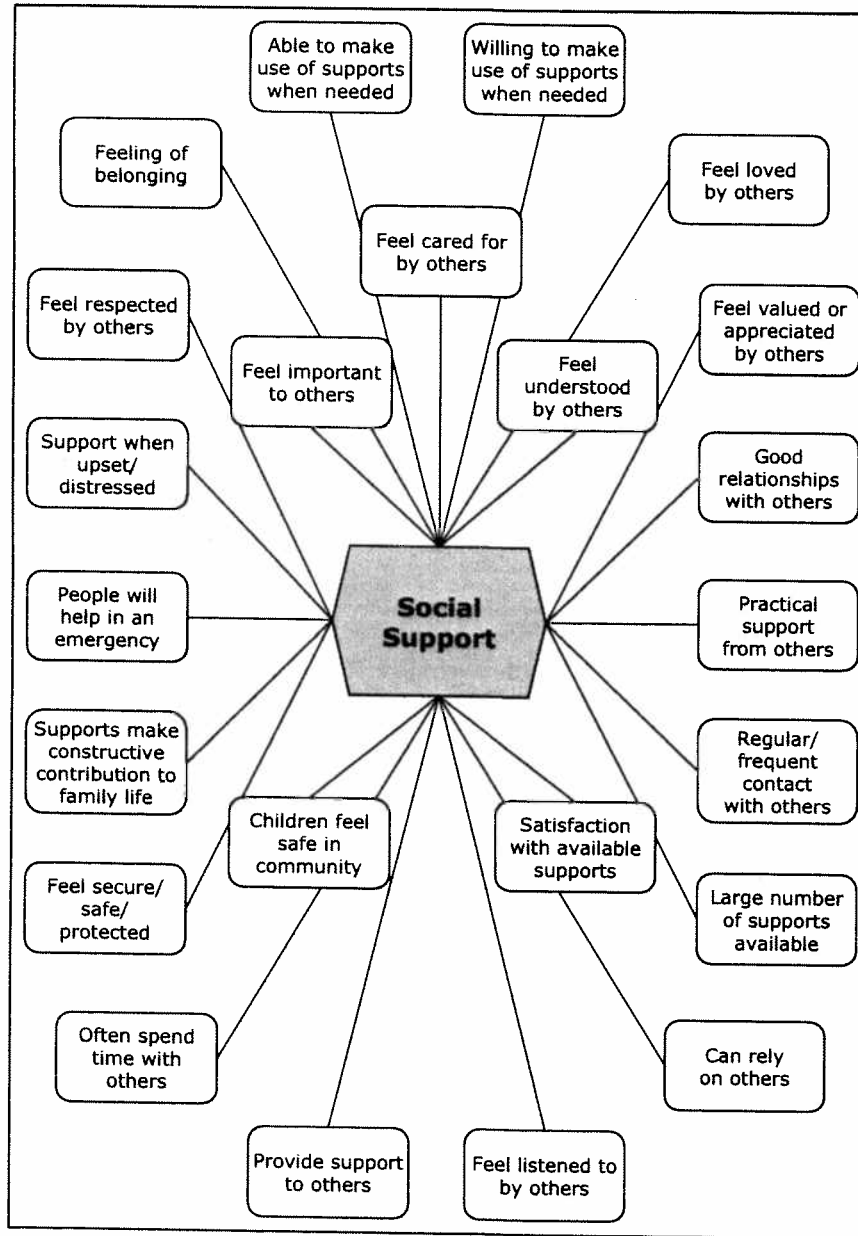 Able to make
use of supports
when needed
Willing to make
use of supports
when needed
Feeling of
belonging
Feel loved
by others
Feel cared for
by others
Feel respected
by others
Feel valued or
appreciated
by others
Feel important
to others
Feel
understood
by others
Support when
upset/
distressed
Good
relationships
with others
People will
help in an
emergency
Social
Support
Practical
support
from others
Supports make
constructive
contribution to
family life
Regular/
frequent
contact
with others
Children feel
safe in
community
Satisfaction
with available
supports
Feel secure/
safe/
protected
Large number
of supports
available
Often spend
time with
others
Can rely
on others
Provide support
to others
Feel listened to
by others